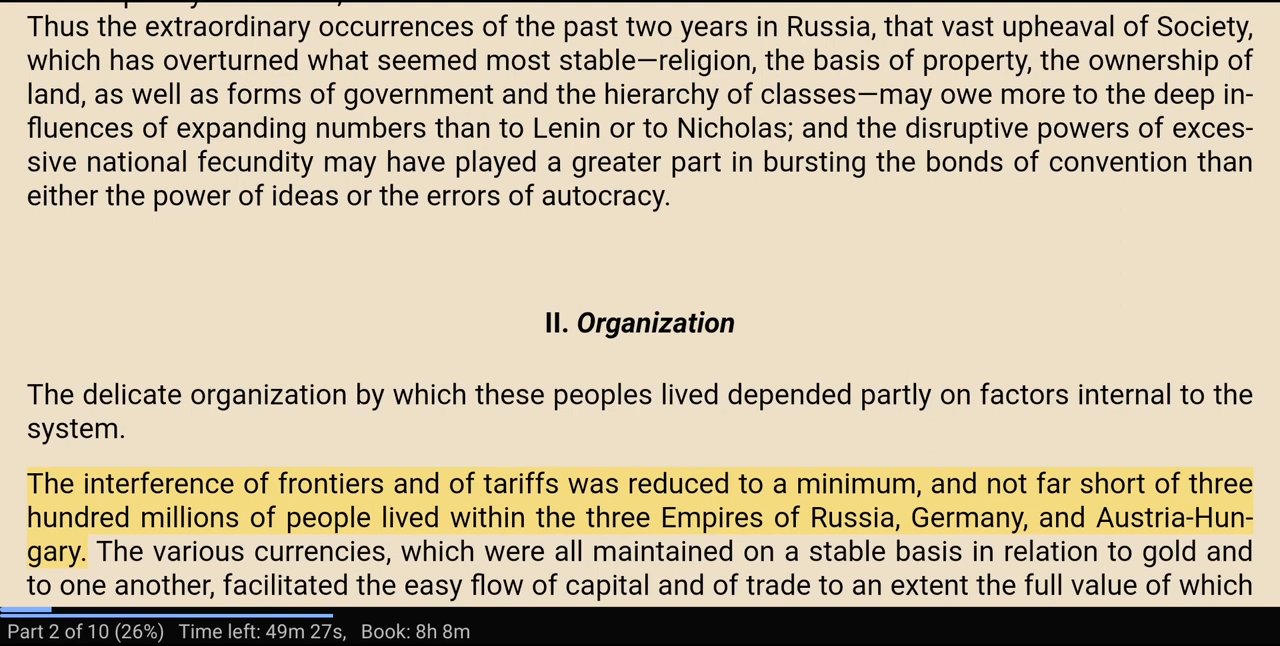 Thus the extraordinary occurrences of the past two years in Russia, that vast upheaval of Society,
which has overturned what seemed most stable—religion, the basis of property, the ownership of
land, as well as forms of government and the hierarchy of classes—may owe more to the deep in-
fluences of expanding numbers than to Lenin or to Nicholas; and the disruptive powers of exces-
sive national fecundity may have played a greater part in bursting the bonds of convention than
either the power of ideas or the errors of autocracy.
II. Organization
The delicate organization by which these peoples lived depended partly on factors internal to the
system.
The interference of frontiers and of tariffs was reduced to a minimum, and not far short of three
hundred millions of people lived within the three Empires of Russia, Germany, and Austria-Hun-
gary. The various currencies, which were all maintained on a stable basis in relation to gold and
to one another, facilitated the easy flow of capital and of trade to an extent the full value of which
Part 2 of 10 (26%) Time left: 49m 27s, Book: 8h 8m